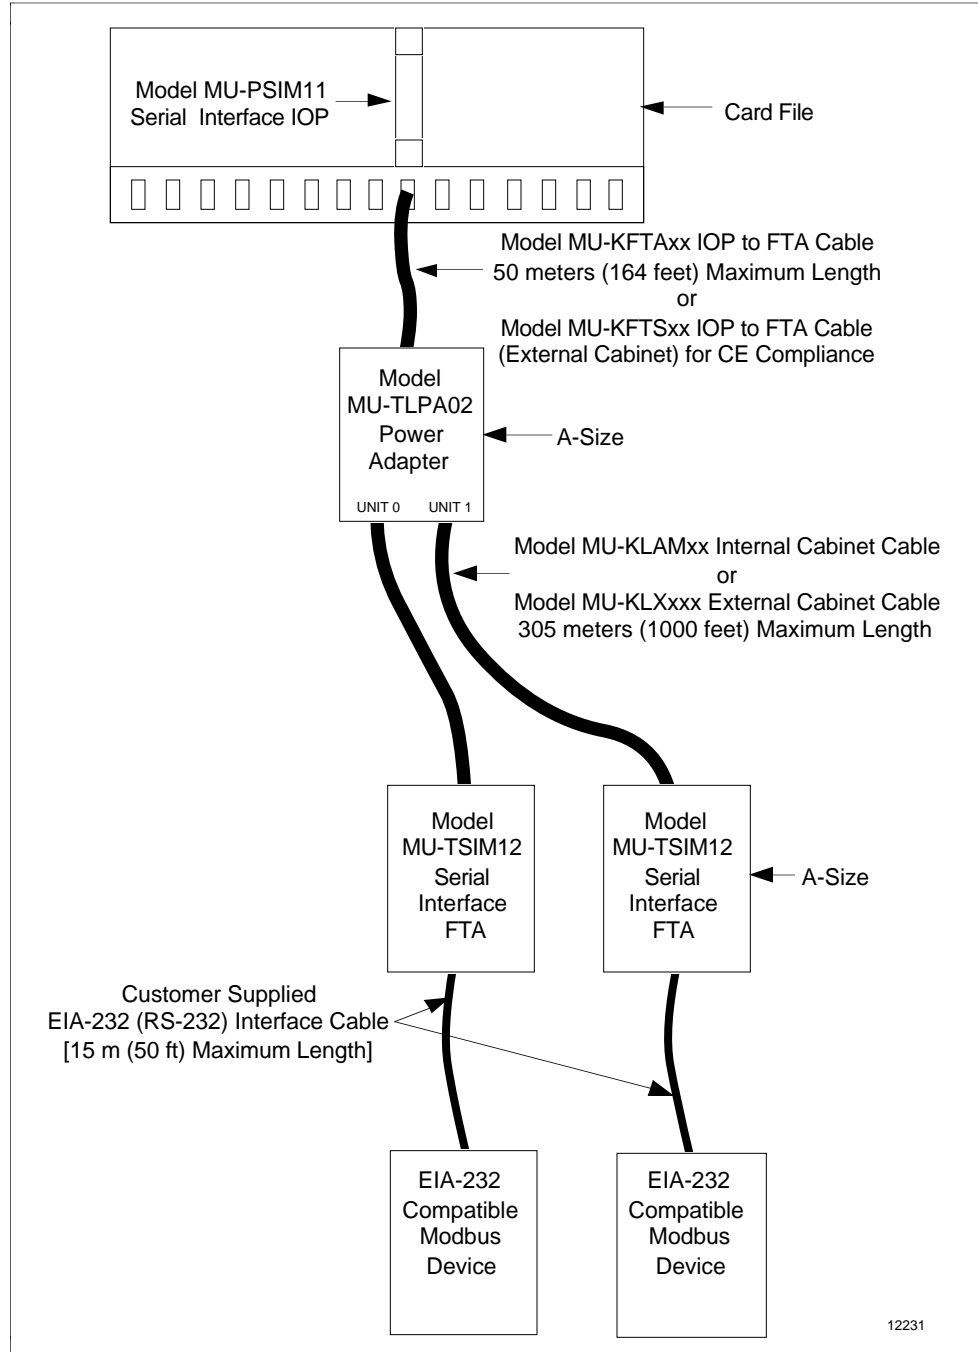 Model MU-PSIM11
Serial Interface IOP
Card File
Model MU-KFTAxx IOP to FTA Cable
50 meters (164 feet) Maximum Length
or
Model MU-KFTSxx IOP to FTA Cable
(External Cabinet) for CE Compliance
Model
MU-TLPA02
Power
Adapter
A-Size
UNIT 0
UNIT 1
Model MU-KLAMxx Internal Cabinet Cable
or
Model MU-KLXxxx External Cabinet Cable
305 meters (1000 feet) Maximum Length
Model
MU-TSIM12
Serial
Interface
FTA
Model
MU-TSIM12
Serial
Interface
FTA
A-Size
Customer Supplied
EIA-232 (RS-232) Interface Cable
[15 m (50 ft) Maximum Length]
EIA-232
Compatible
Modbus
Device
EIA-232
Compatible
Modbus
Device
12231